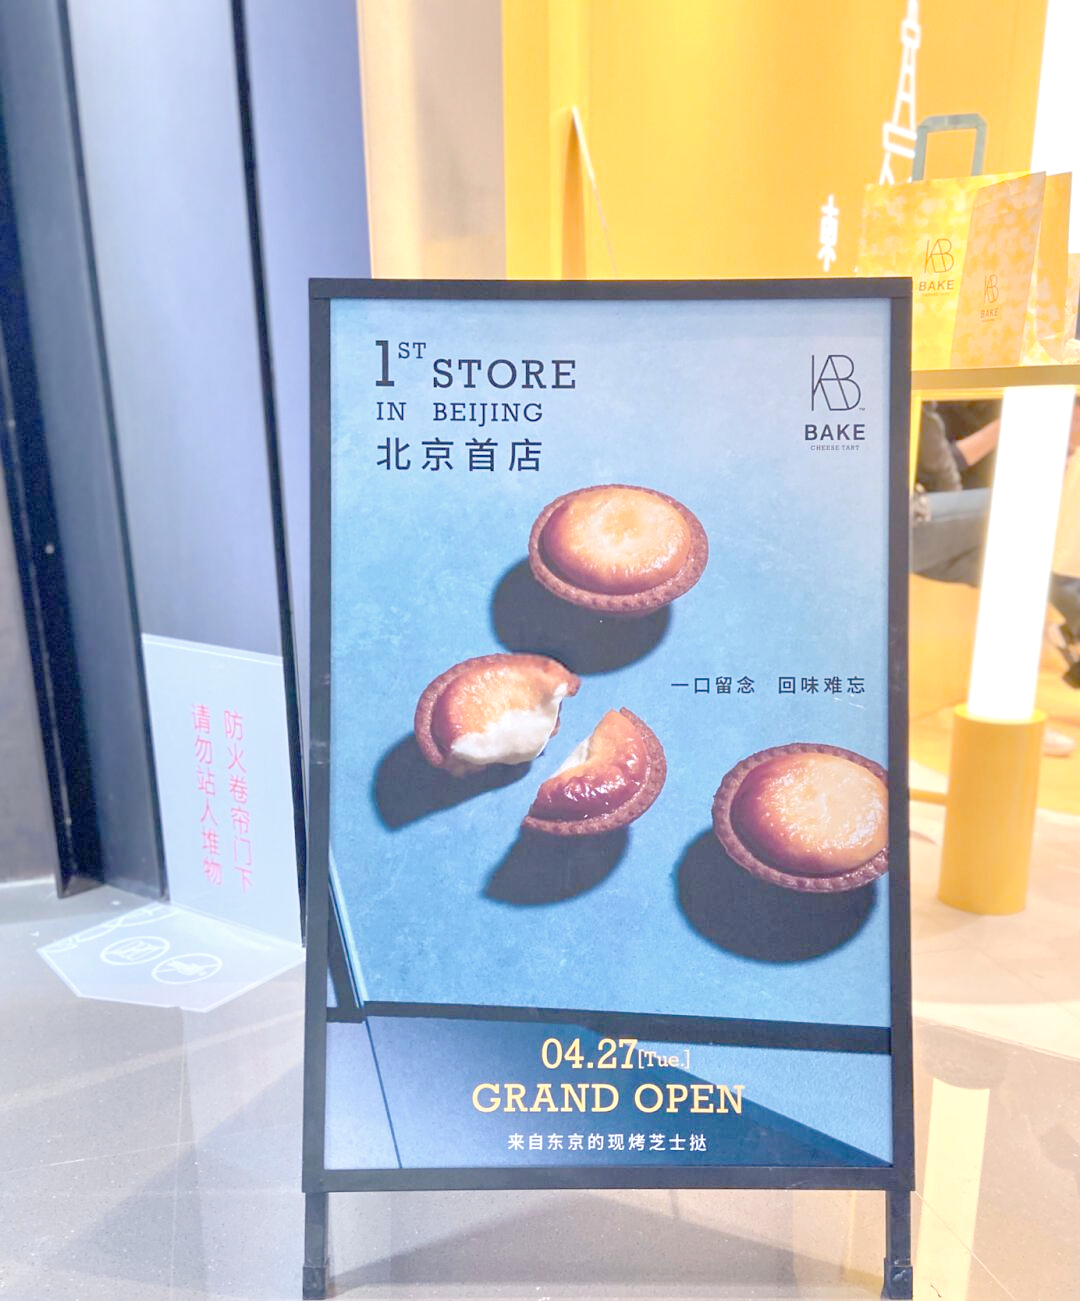 1ST STORE
IN BEIJING
北京首店
BAKE
CHEESE TART
一口留念 回味难忘
04.27[Tue.]
GRAND OPEN
来自东京的现烤芝士挞
防火卷帘门下
请勿站人堆物
東
BAKE
BAKE